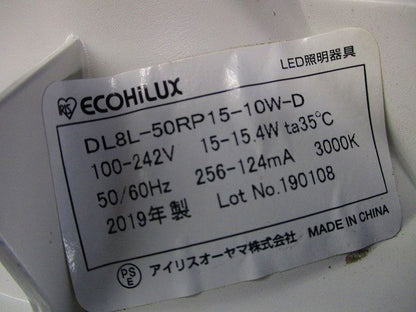 LED照明器具
ECOHiLUX
DL8L-50RP15-10W-D
100-242V 15-15.4W ta35℃
50/60Hz 256-124mA 3000K
2019年製 Lot No.190108
PSE アイリスオーヤマ株式会社 MADE IN CHINA